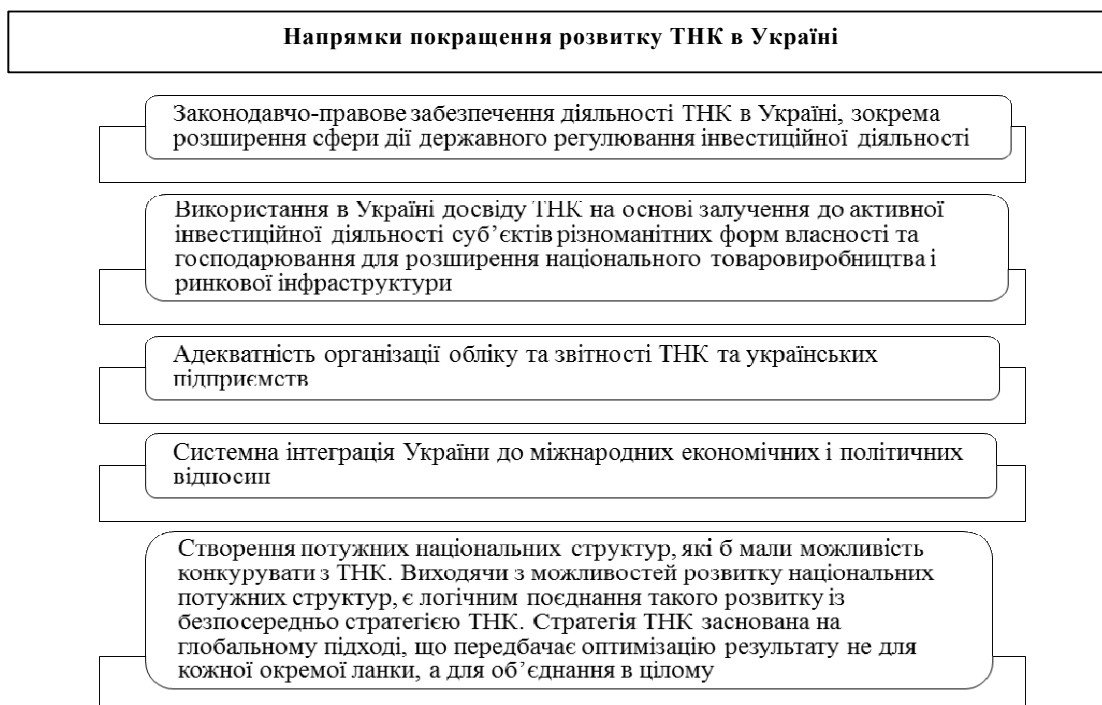 Напрямки покращення розвитку ТНК в Україні
Законодавчо-правове забезпечення діяльності ТНК в Україні, зокрема
розширення сфери дії державного регулювання інвестиційної діяльності
Використання в Україні досвіду ТНК на основі залучення до активної
інвестиційної діяльності суб’єктів різноманітних форм власності та
господарювання для розширення національного товаровиробництва і
ринкової інфраструктури
Адекватність організації обліку та звітності ТНК та українських
підприємств
Системна інтеграція України до міжнародних економічних і політичних
відносин
Створення потужних національних структур, які б мали можливість
конкурувати з ТНК. Виходячи з можливостей розвитку національних
потужних структур, є логічним поєднання такого розвитку із
безпосередньо стратегією ТНК. Стратегія ТНК заснована на
глобальному підході, що передбачає оптимізацію результату не для
кожної окремої ланки, а для об’єднання в цілому